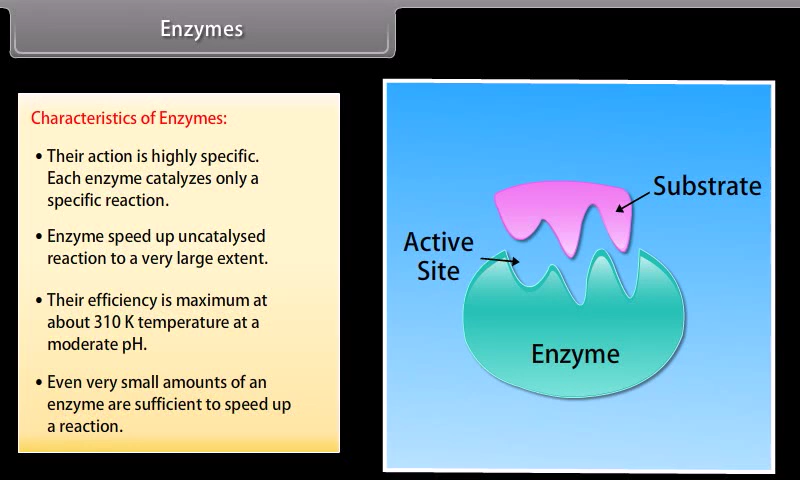 Enzymes
Characteristics of Enzymes:
• Their action is highly specific.
Each enzyme catalyzes only a
specific reaction.
• Enzyme speed up uncatalysed
reaction to a very large extent.
• Their efficiency is maximum at
about 310 K temperature at a
moderate pH.
• Even very small amounts of an
enzyme are sufficient to speed up
a reaction.
Substrate
Active
Site
Enzyme